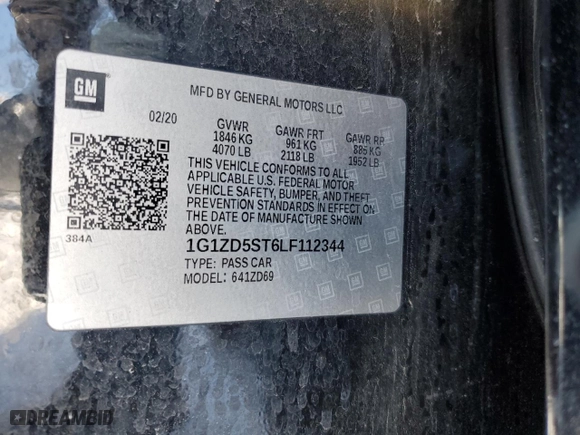 GM
MFD BY GENERAL MOTORS LLC
02/20
GVWR GAWR FRT GAWR RR
1846 KG 961 KG 885 KG
4070 LB 2118 LB 1952 LB
THIS VEHICLE CONFORMS TO ALL
APPLICABLE U.S. FEDERAL MOTOR
VEHICLE SAFETY, BUMPER, AND THEFT
PREVENTION STANDARDS IN EFFECT ON
THE DATE OF MANUFACTURE SHOWN
ABOVE.
384A
1G1ZD5ST6LF112344
TYPE: PASS CAR
MODEL: 641ZD69
DREAMBID